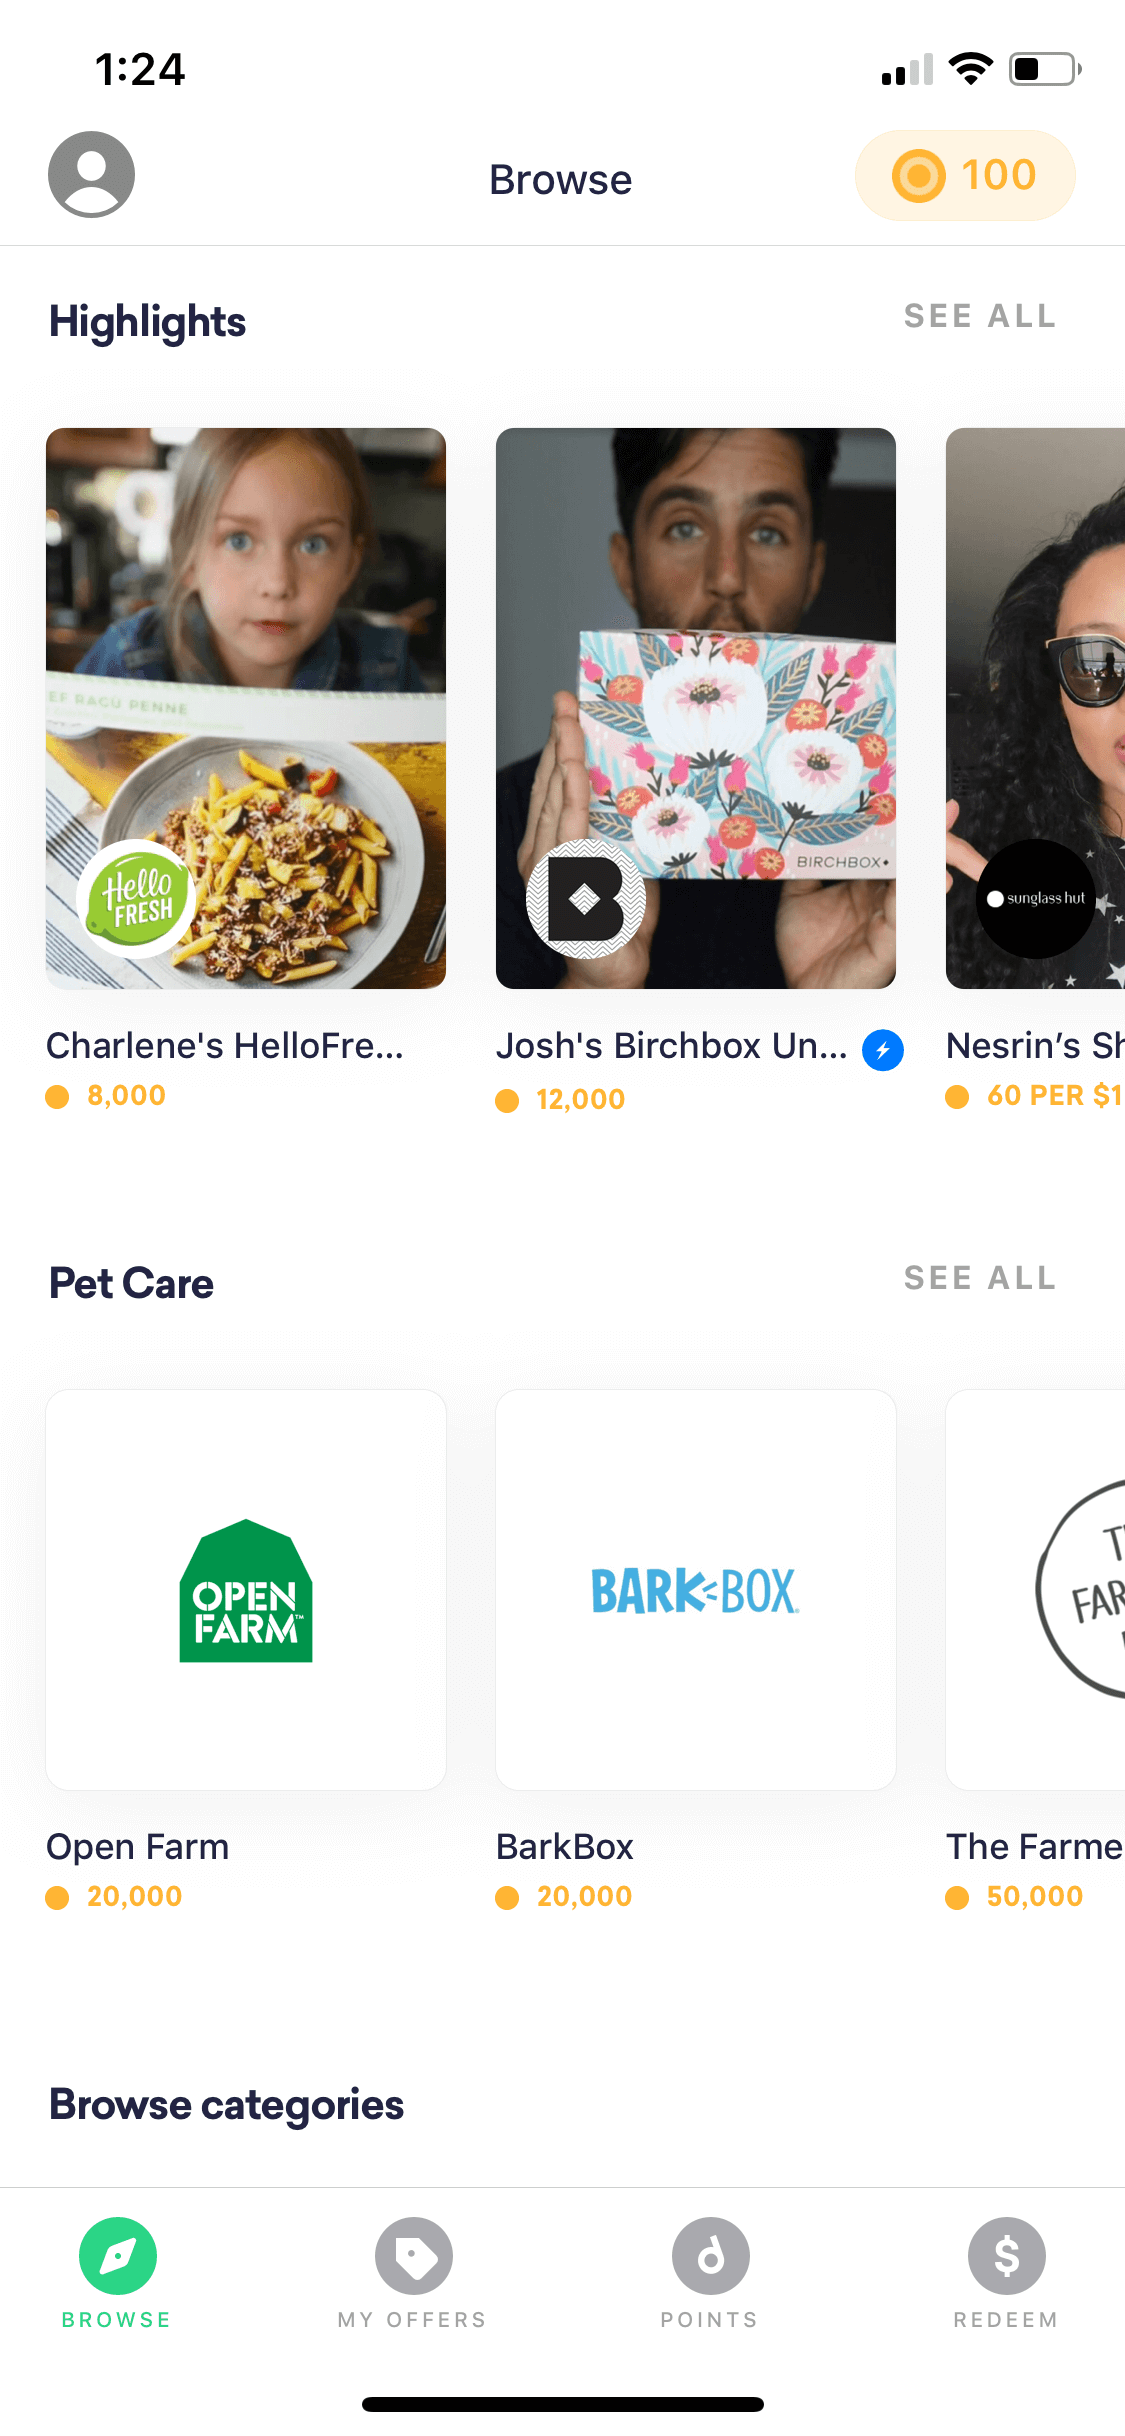 1:24
Browse
100
Highlights
SEE ALL
EF RAGU PENNE
BIRCHBOX
Hello
FRESH
B
sunglass hut
Charlene's HelloFre...
Josh's Birchbox Un...
Nesrin’s Sh
8,000
12,000
60 PER $1
Pet Care
SEE ALL
OPEN
FARM™
BARK BOX
FAR
Open Farm
BarkBox
The Farme
20,000
20,000
50,000
Browse categories
BROWSE
MY OFFERS
POINTS
REDEEM